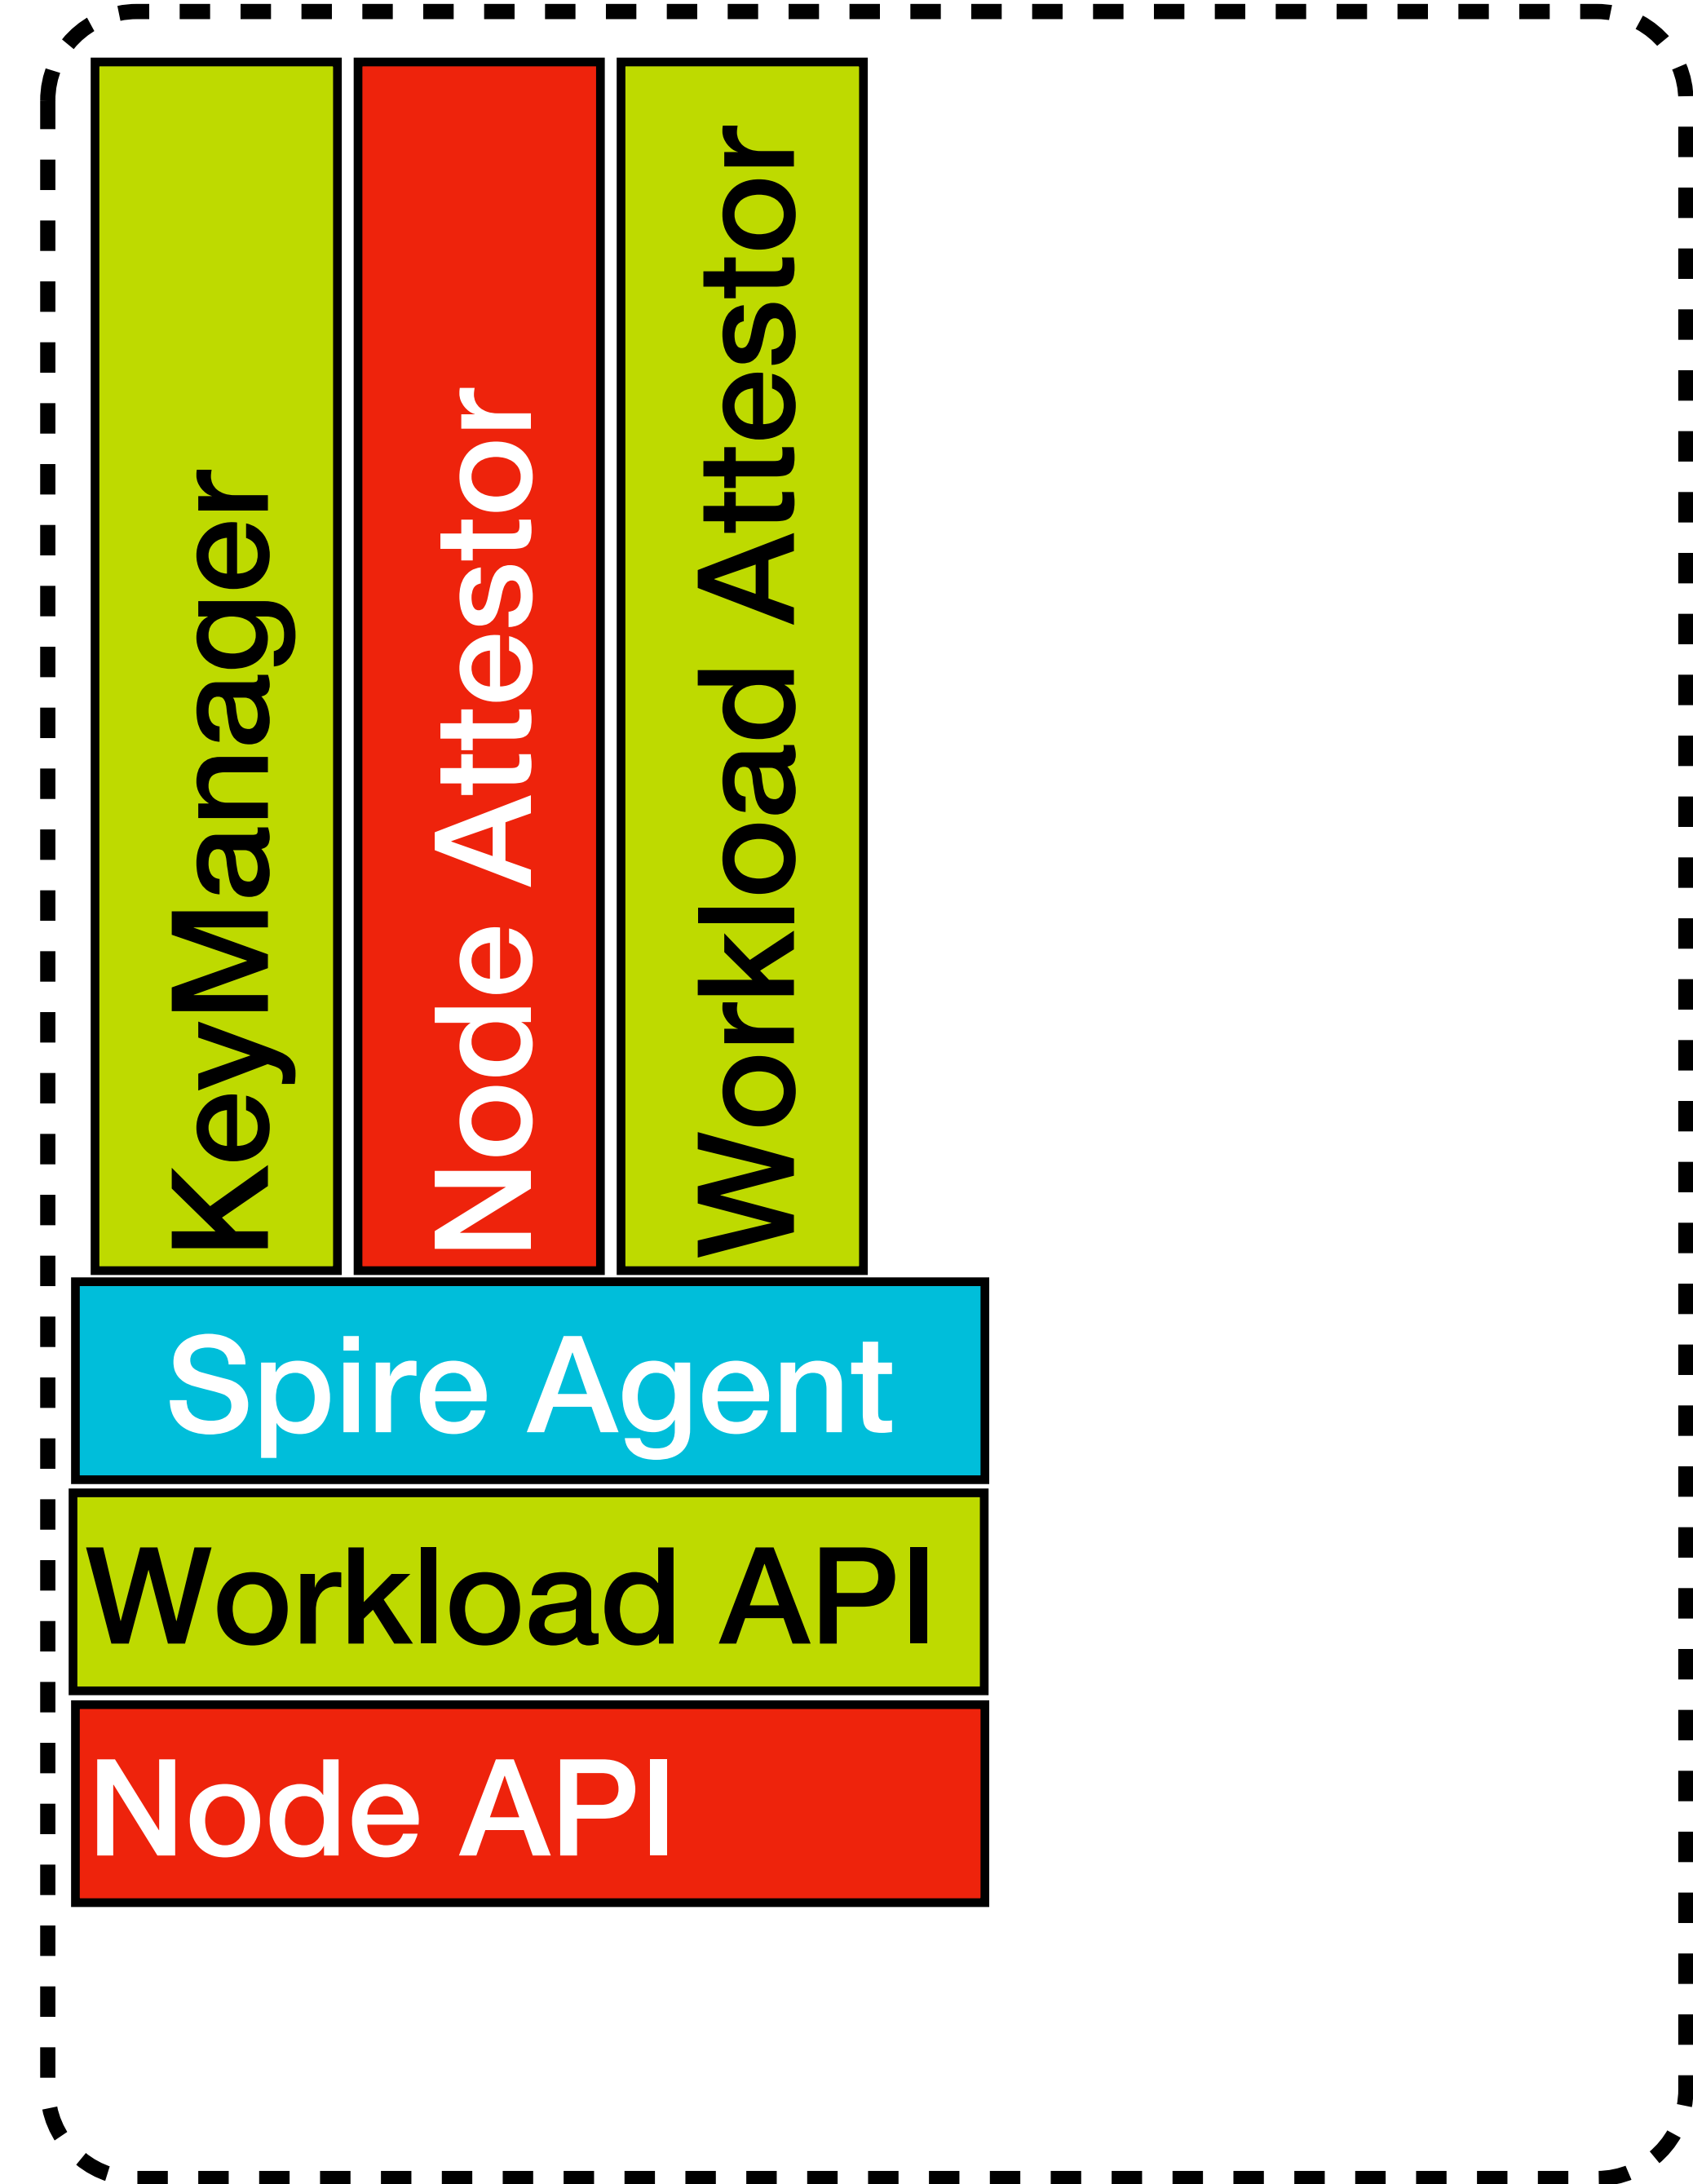 KeyManager
Node Attestor
Workload Attestor
Spire Agent
Workload API
Node API